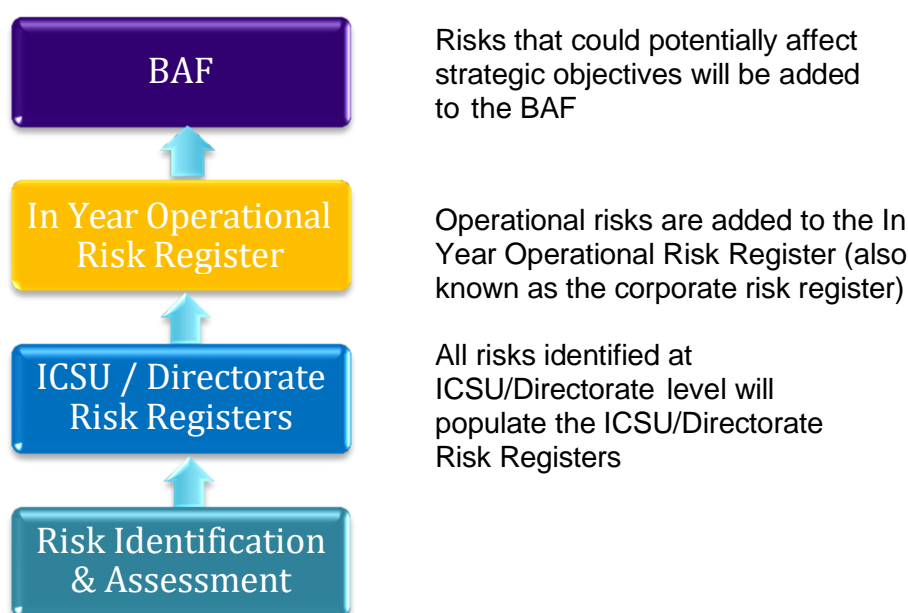 BAF
Risks that could potentially affect
strategic objectives will be added
to the BAF
In Year Operational
Risk Register
Operational risks are added to the In
Year Operational Risk Register (also
known as the corporate risk register)
ICSU / Directorate
Risk Registers
All risks identified at
ICSU/Directorate level will
populate the ICSU/Directorate
Risk Registers
Risk Identification
& Assessment